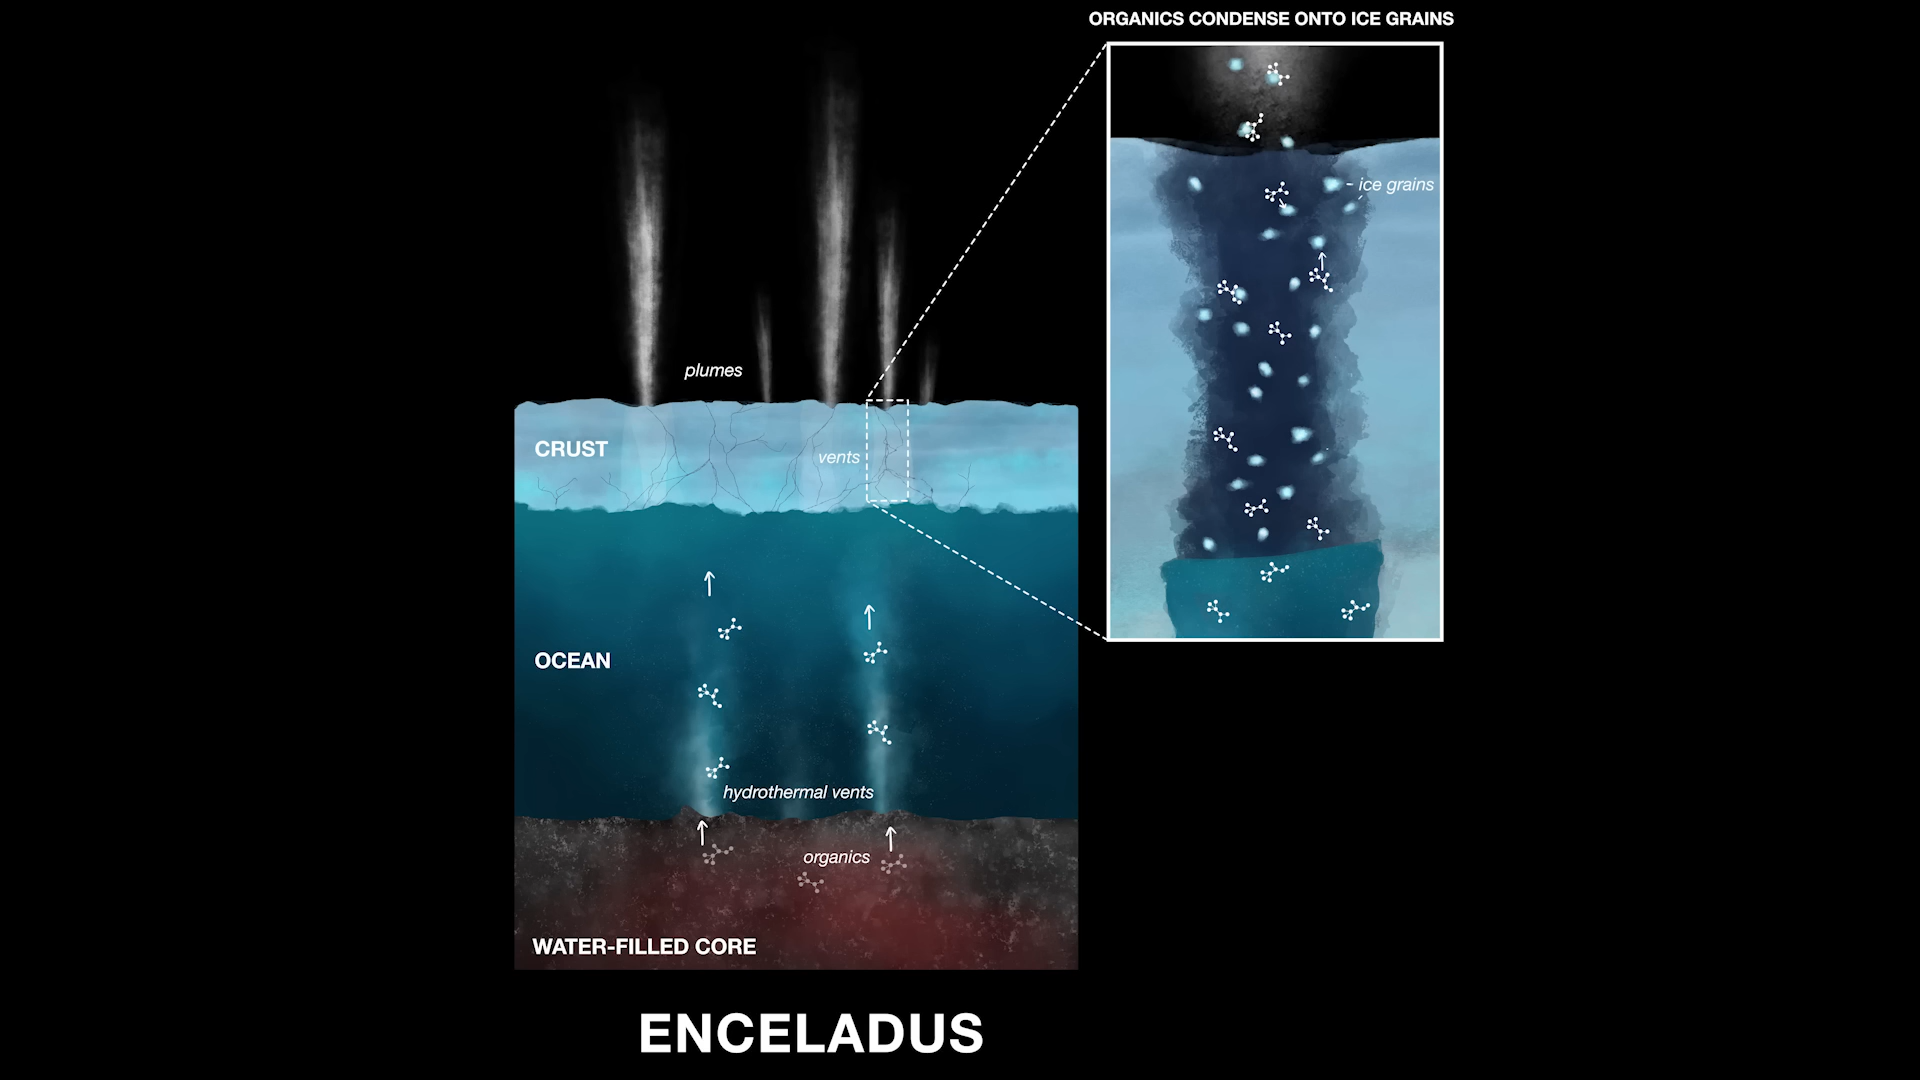 ORGANICS CONDENSE ONTO ICE GRAINS
ice grains
plumes
CRUST
vents
OCEAN
hydrothermal vents
organics
WATER-FILLED CORE
ENCELADUS